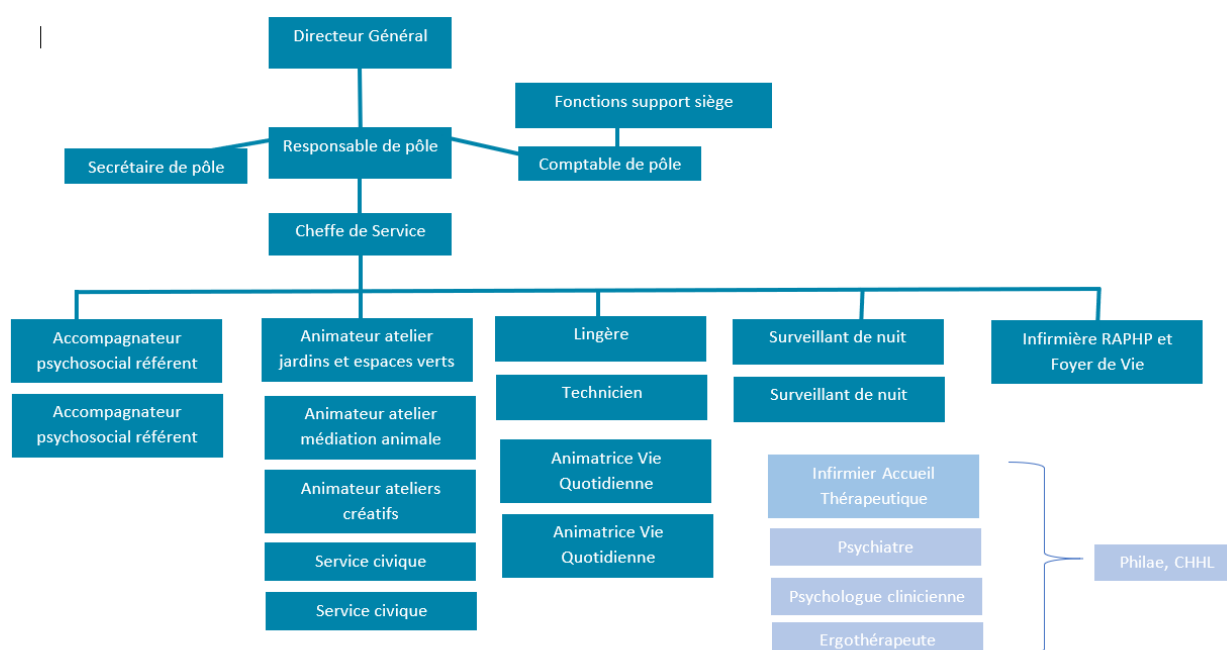 Directeur Général
Fonctions support siège
Responsable de pôle
Secrétaire de pôle
Comptable de pôle
Cheffe de Service
Accompagnateur
psychosocial référent
Accompagnateur
psychosocial référent
Animateur atelier
jardins et espaces verts
Animateur atelier
médiation animale
Animateur ateliers
créatifs
Service civique
Service civique
Lingère
Technicien
Animatrice Vie
Quotidienne
Animatrice Vie
Quotidienne
Surveillant de nuit
Surveillant de nuit
Infirmière RAPHP et
Foyer de Vie
Infirmier Accueil
Thérapeutique
Psychiatre
Psychologue clinicienne
Ergothérapeute
Philae, CHHL